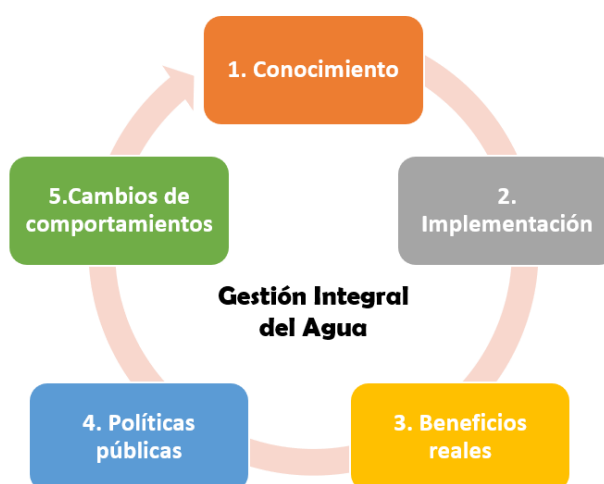 1. Conocimiento
2.
Implementación
3. Beneficios
reales
4. Políticas
públicas
5.Cambios de
comportamientos
Gestión Integral
del Agua